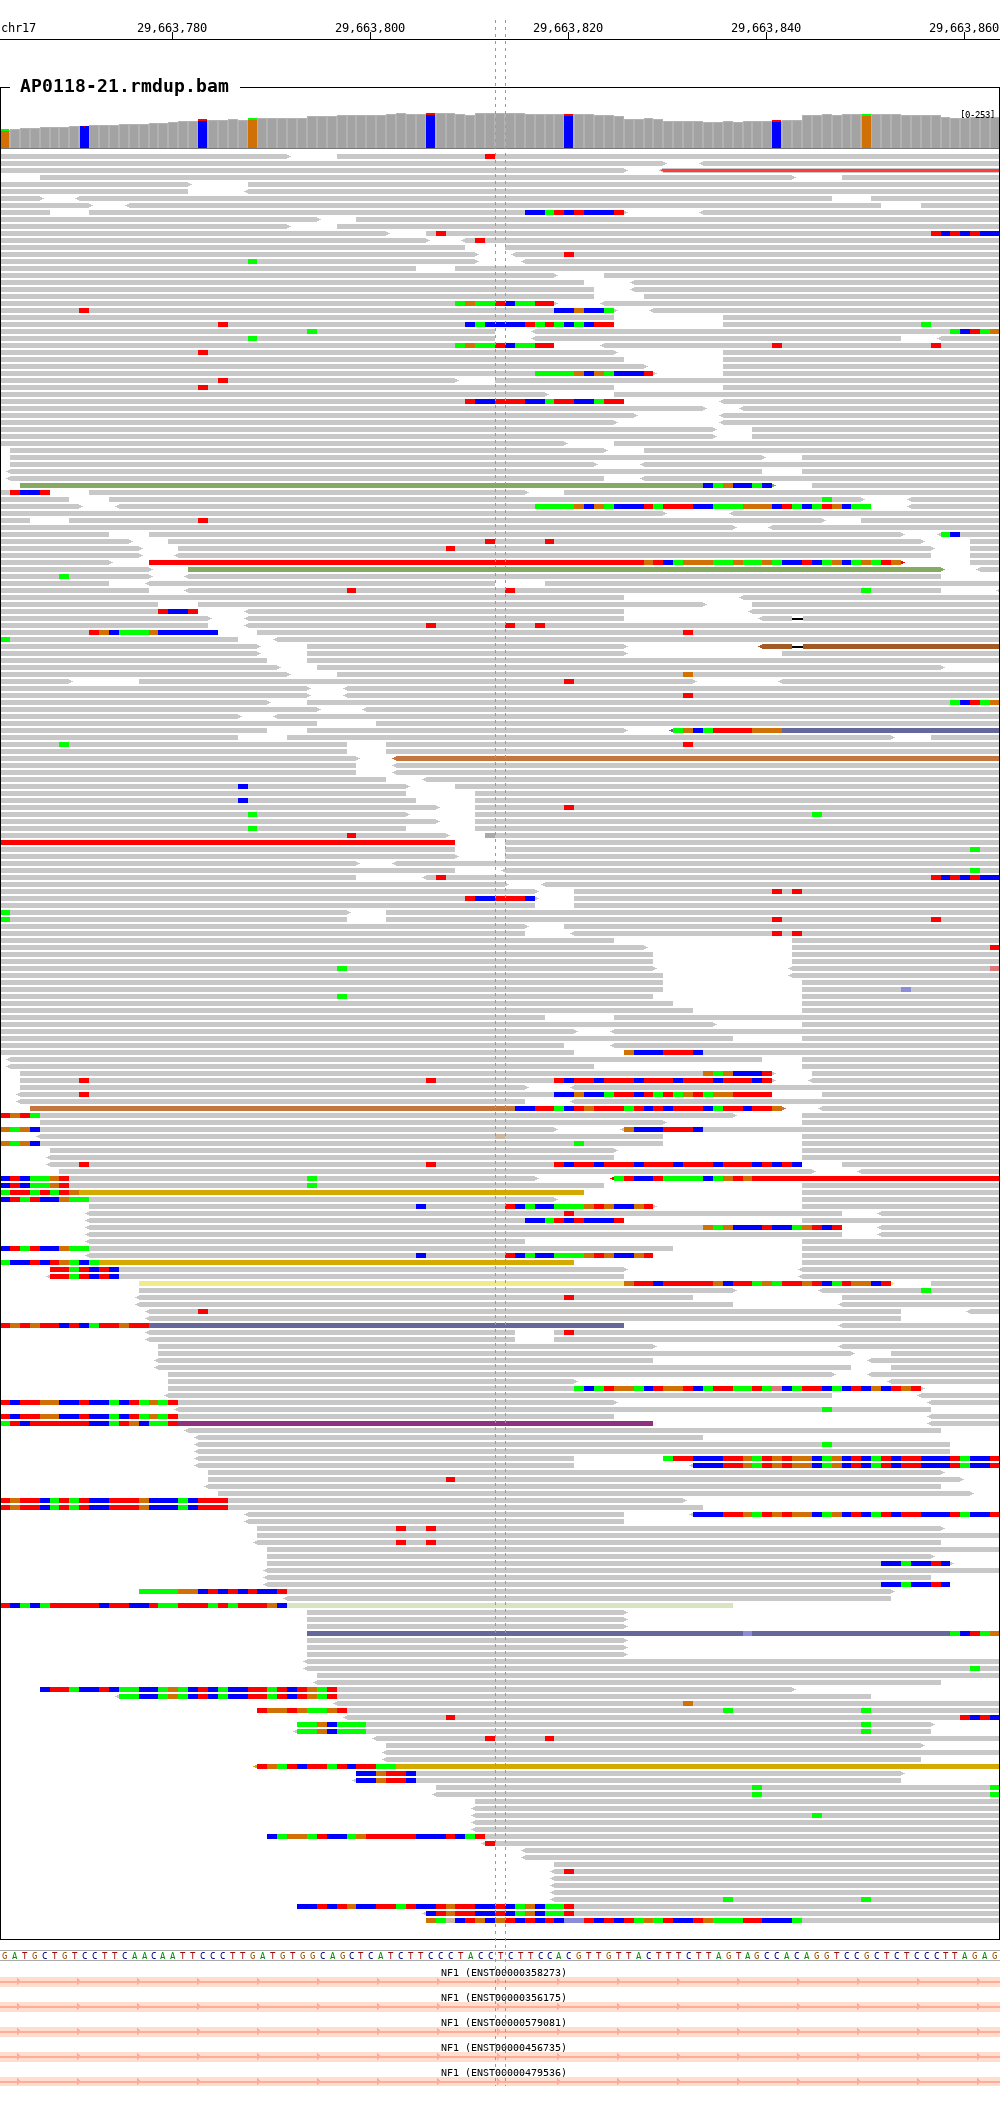 chr17 29,663,780 29,663,800 29,663,820 29,663,840 29,663,860
AP0118-21.rmdup.bam
[0-253]
GATGCTGTCCTTCAACAATTCCCTTGATGTGGCAGCTCATCTTCCCTACCTCTTCCACGTTGTTACTTTCTTAGTAGCCACAGGTCCGCTCTCCCTTAGAG
NF1 (ENST00000358273)
NF1 (ENST00000356175)
NF1 (ENST00000579081)
NF1 (ENST00000456735)
NF1 (ENST00000479536)